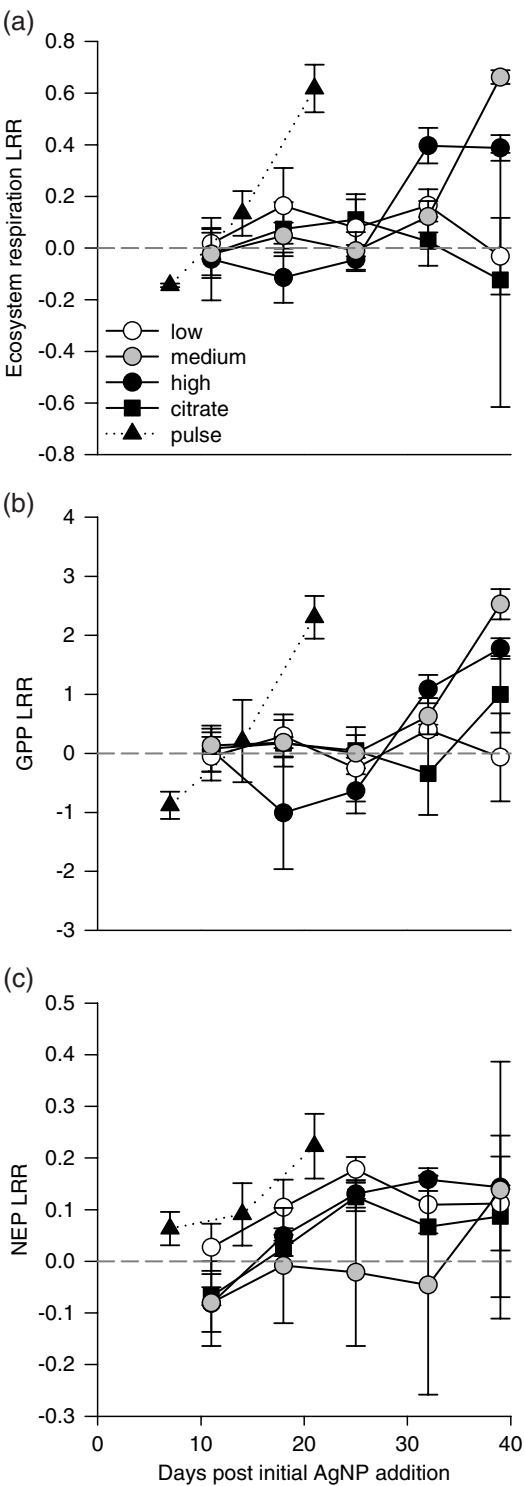 (a)
0.8
0.6
0.4
0.2
0.0
-0.2
-0.4
-0.6
-0.8
Ecosystem respiration LRR
low
medium
high
citrate
pulse
(b)
4
3
2
1
0
-1
-2
-3
GPP LRR
(c)
0.5
0.4
0.3
0.2
0.1
0.0
-0.1
-0.2
-0.3
NEP LRR
0 10 20 30 40
Days post initial AgNP addition